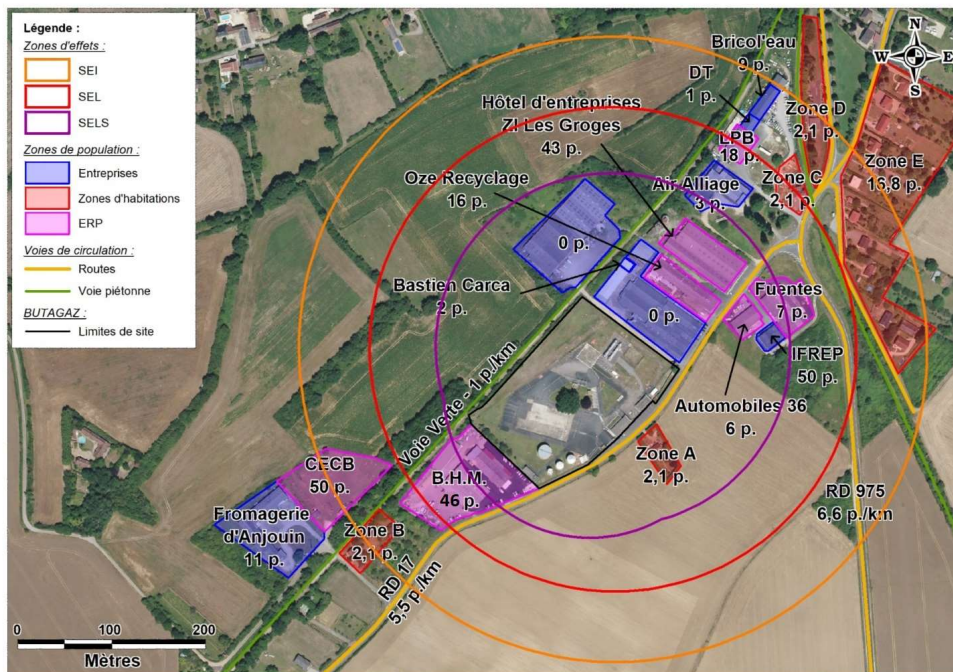 Légende :
Zones d'effets :
SEI
SEL
SELS
Zones de population :
Entreprises
Zones d'habitations
ERP
Voies de circulation :
Routes
Voie piétonne
BUTAGAZ :
Limites de site
N
W
E
S
Bricol'eau
9 p.
DT
1 p.
Hôtel d'entreprises
ZI Les Groges
43 p.
Zone D
2,1 p.
LPB
18 p.
Zone E
16,8 p.
Oze Recyclage
16 p.
Air Alliage
3 p.
Zone C
2,1 p.
0 p.
Bastien Carca
2 p.
0 p.
Fuentes
7 p.
IFREP
50 p.
Automobiles 36
6 p.
Voie Verte - 1 p./km
Zone A
2,1 p.
CECB
50 p.
B.H.M.
46 p.
Fromagerie
d'Anjouin
11 p.
Zone B
2,1 p.
RD 17
5,5 p./km
RD 975
6,6 p./km
0 100 200
Mètres